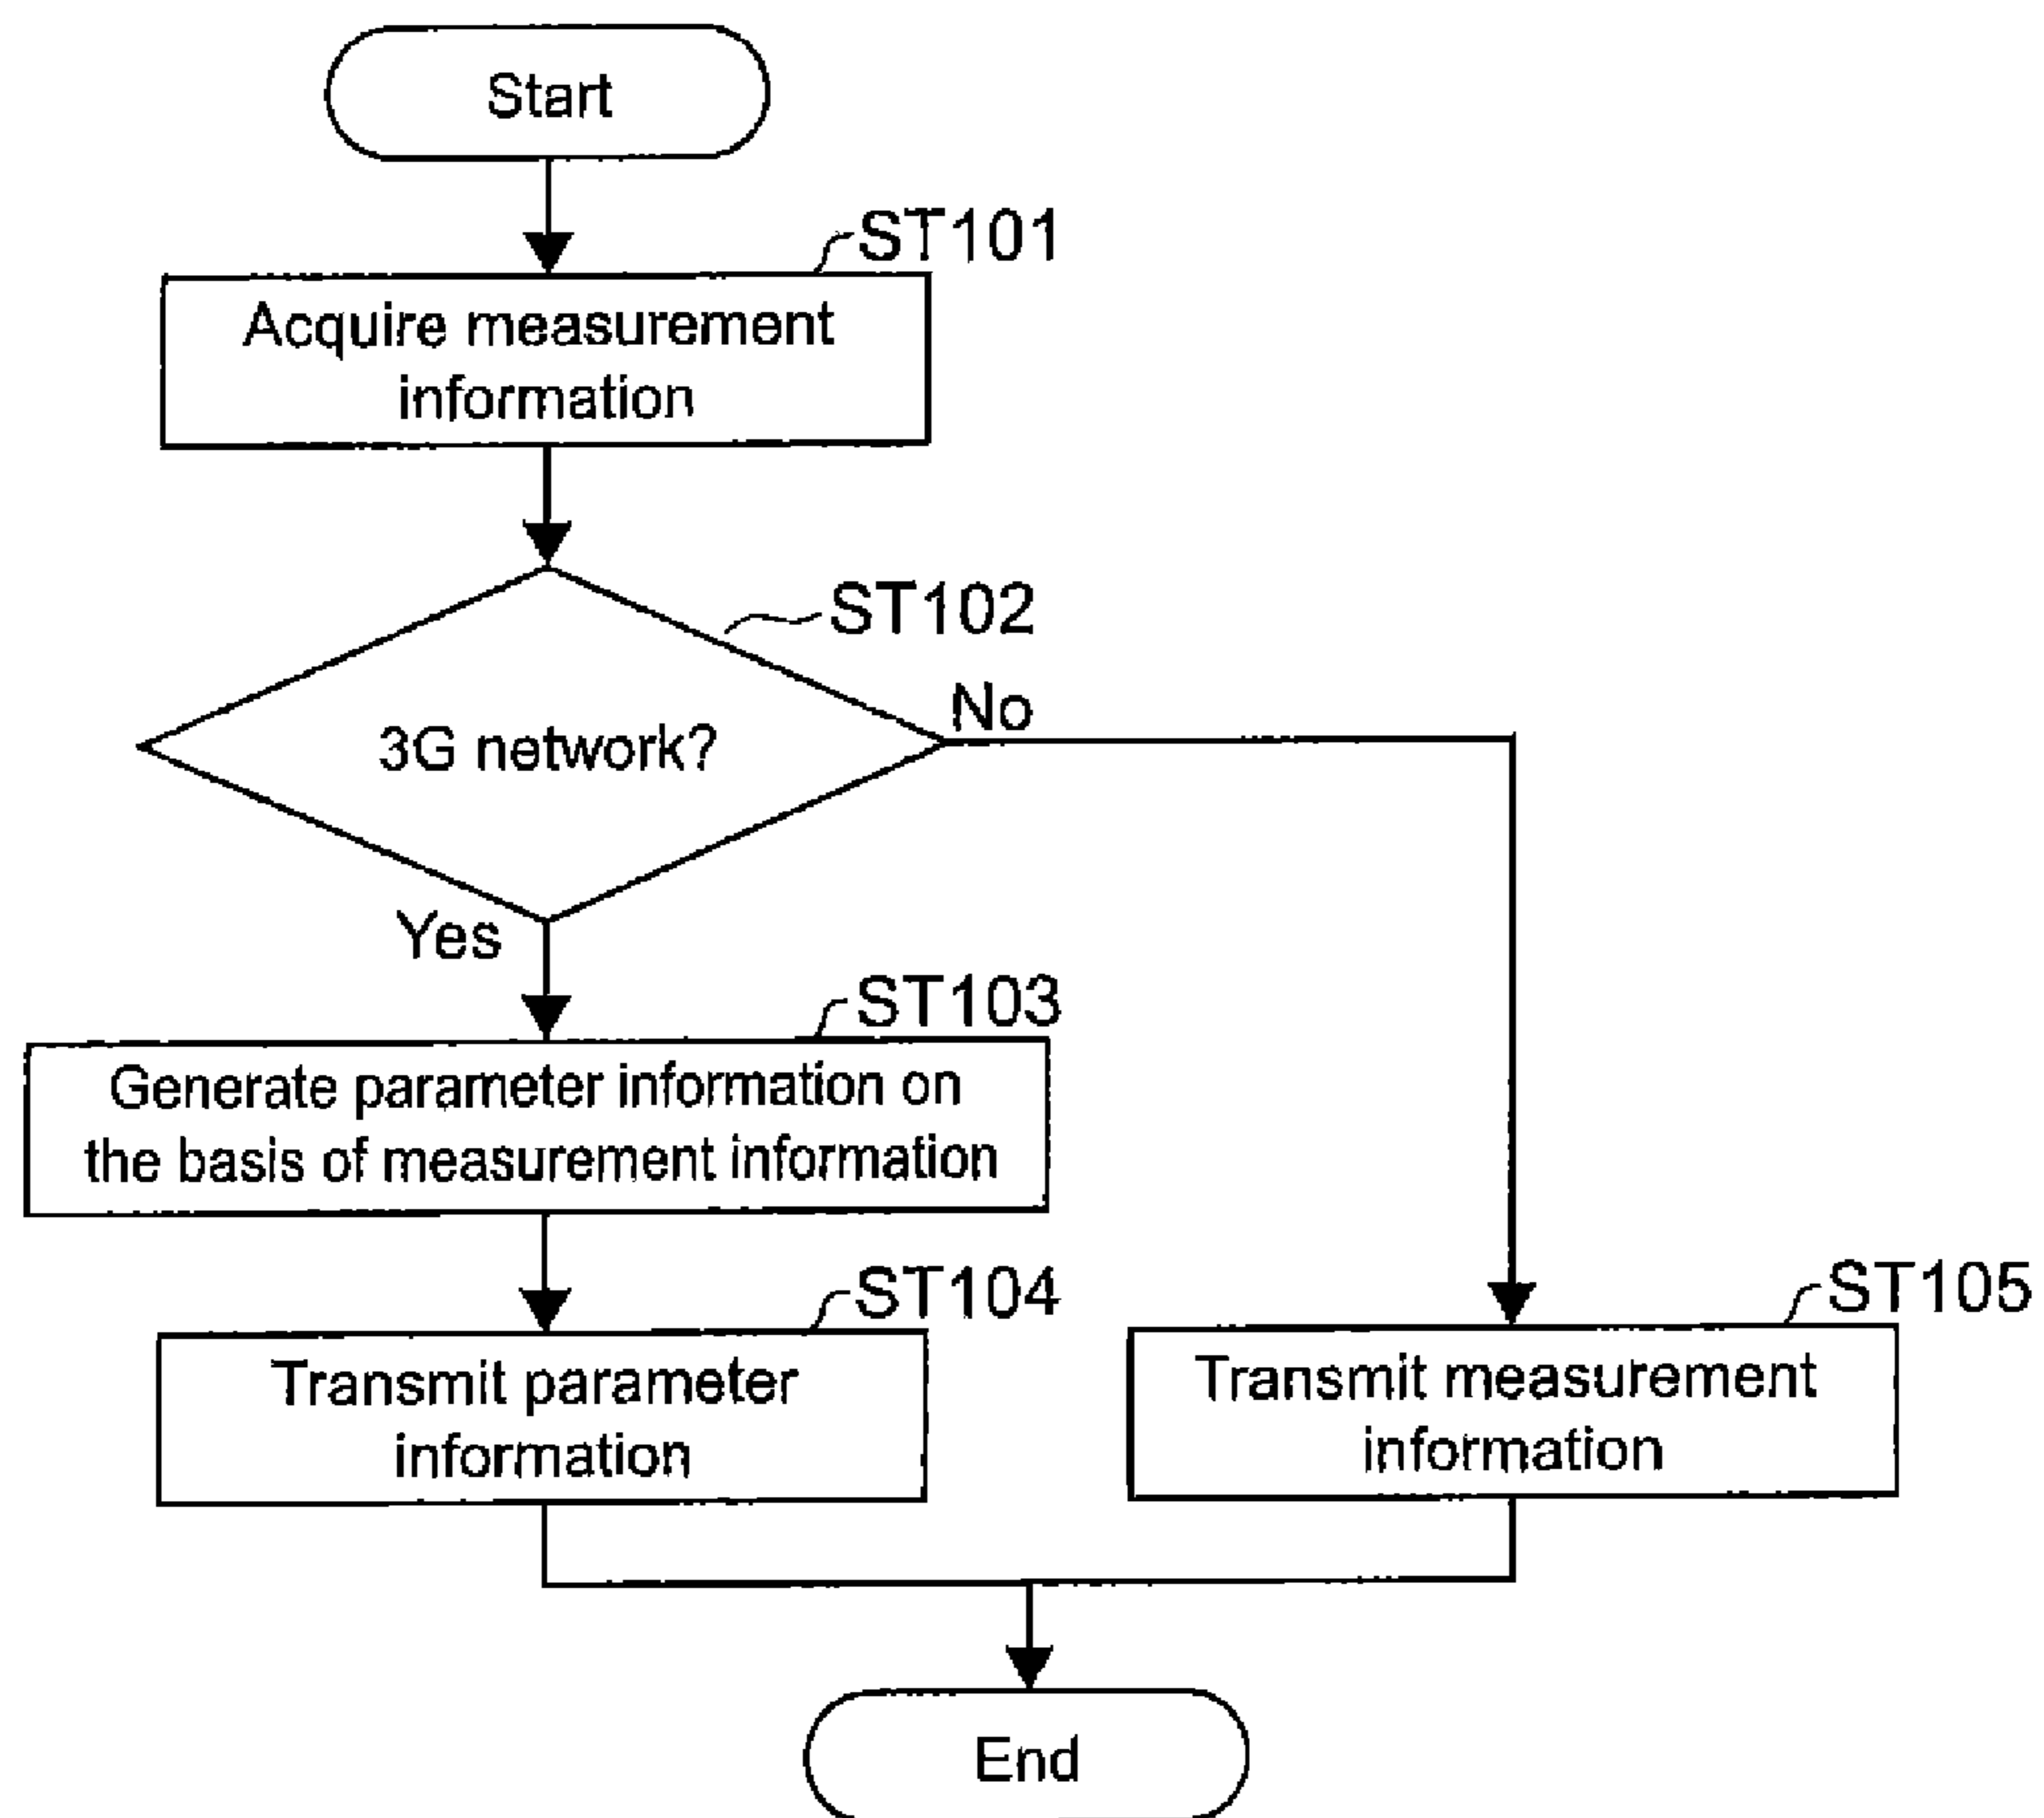 Start
ST101
Acquire measurement
information
ST102
3G network?
No
Yes
ST103
Generate parameter information on
the basis of measurement information
ST104
Transmit parameter
information
ST105
Transmit measurement
information
End